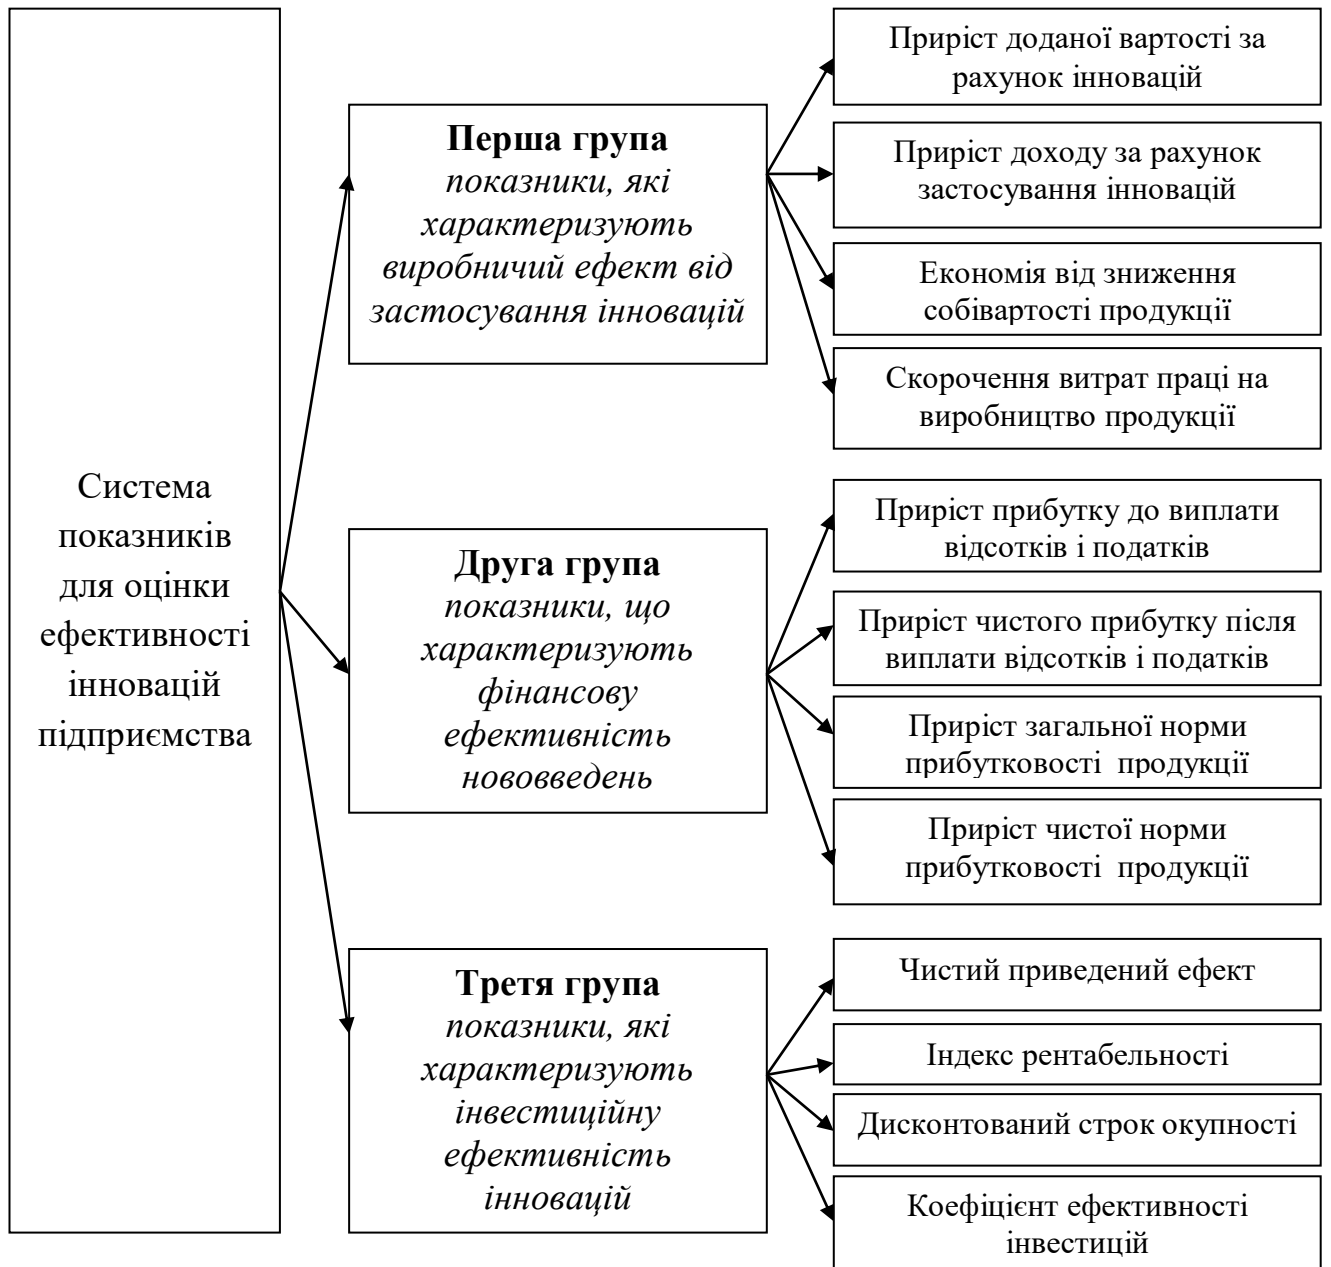 Система
показників
для оцінки
ефективності
інновацій
підприємства
Перша група
показники, які
характеризують
виробничий ефект від
застосування інновацій
Приріст доданої вартості за
рахунок інновацій
Приріст доходу за рахунок
застосування інновацій
Економія від зниження
собівартості продукції
Скорочення витрат праці на
виробництво продукції
Друга група
показники, що
характеризують
фінансову
ефективність
нововведень
Приріст прибутку до виплати
відсотків і податків
Приріст чистого прибутку після
виплати відсотків і податків
Приріст загальної норми
прибутковості продукції
Приріст чистої норми
прибутковості продукції
Третя група
показники, які
характеризують
інвестиційну
ефективність
інновацій
Чистий приведений ефект
Індекс рентабельності
Дисконтований строк окупності
Коефіцієнт ефективності
інвестицій